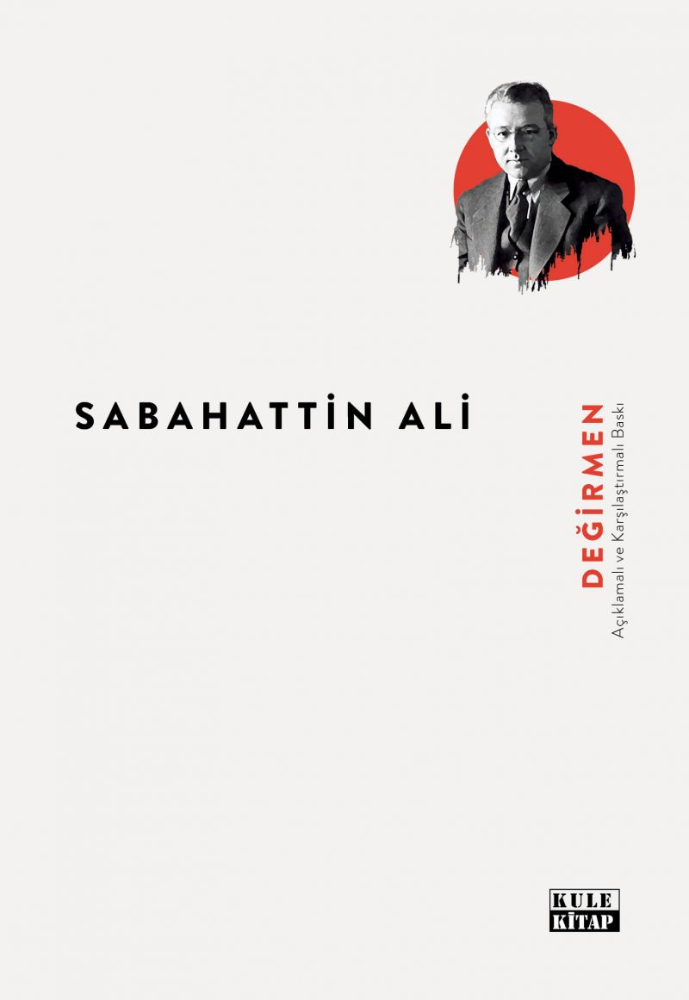 SABAHATTİN ALİ
DEĞİRMEN
Açıklamalı ve Karşılaştırmalı Baskı
KULE
KİTAP